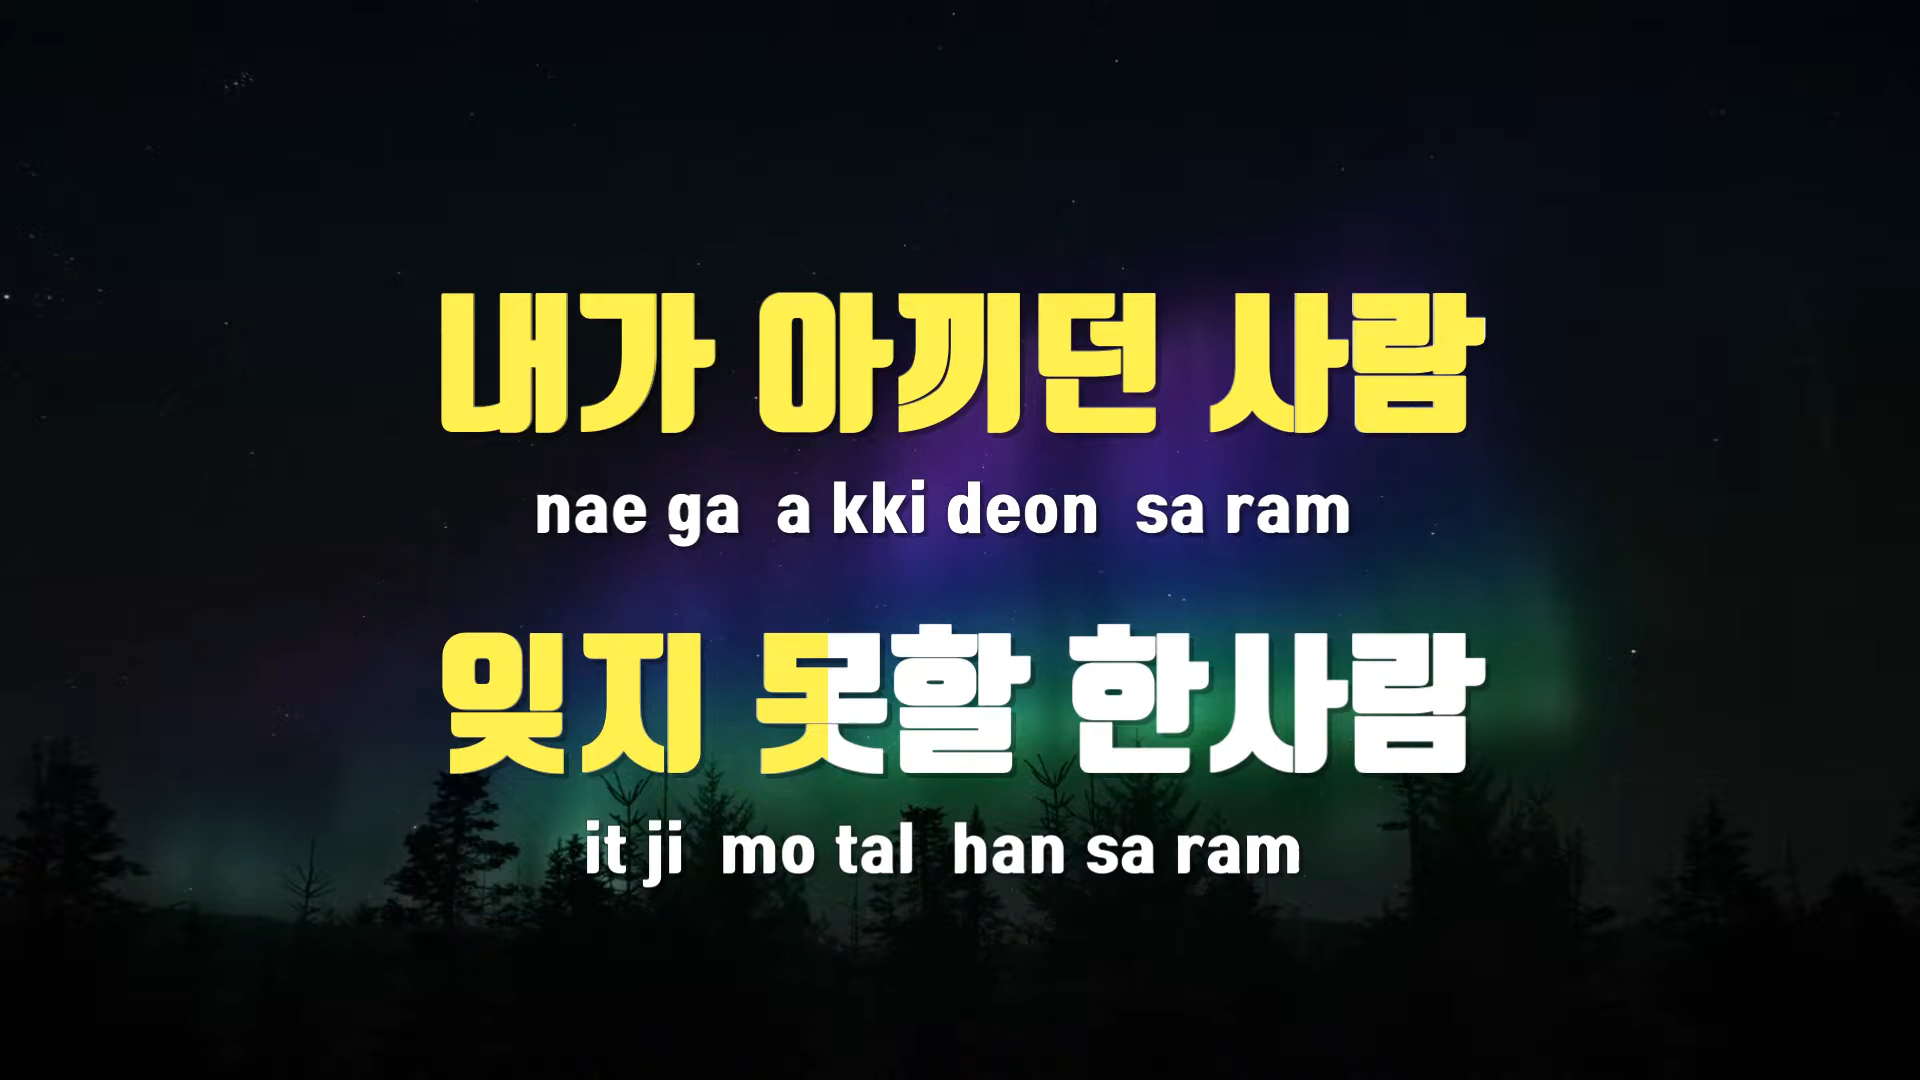 내가 아끼던 사람
nae ga a kki deon sa ram
잊지 못할 한사람
it ji mo tal han sa ram